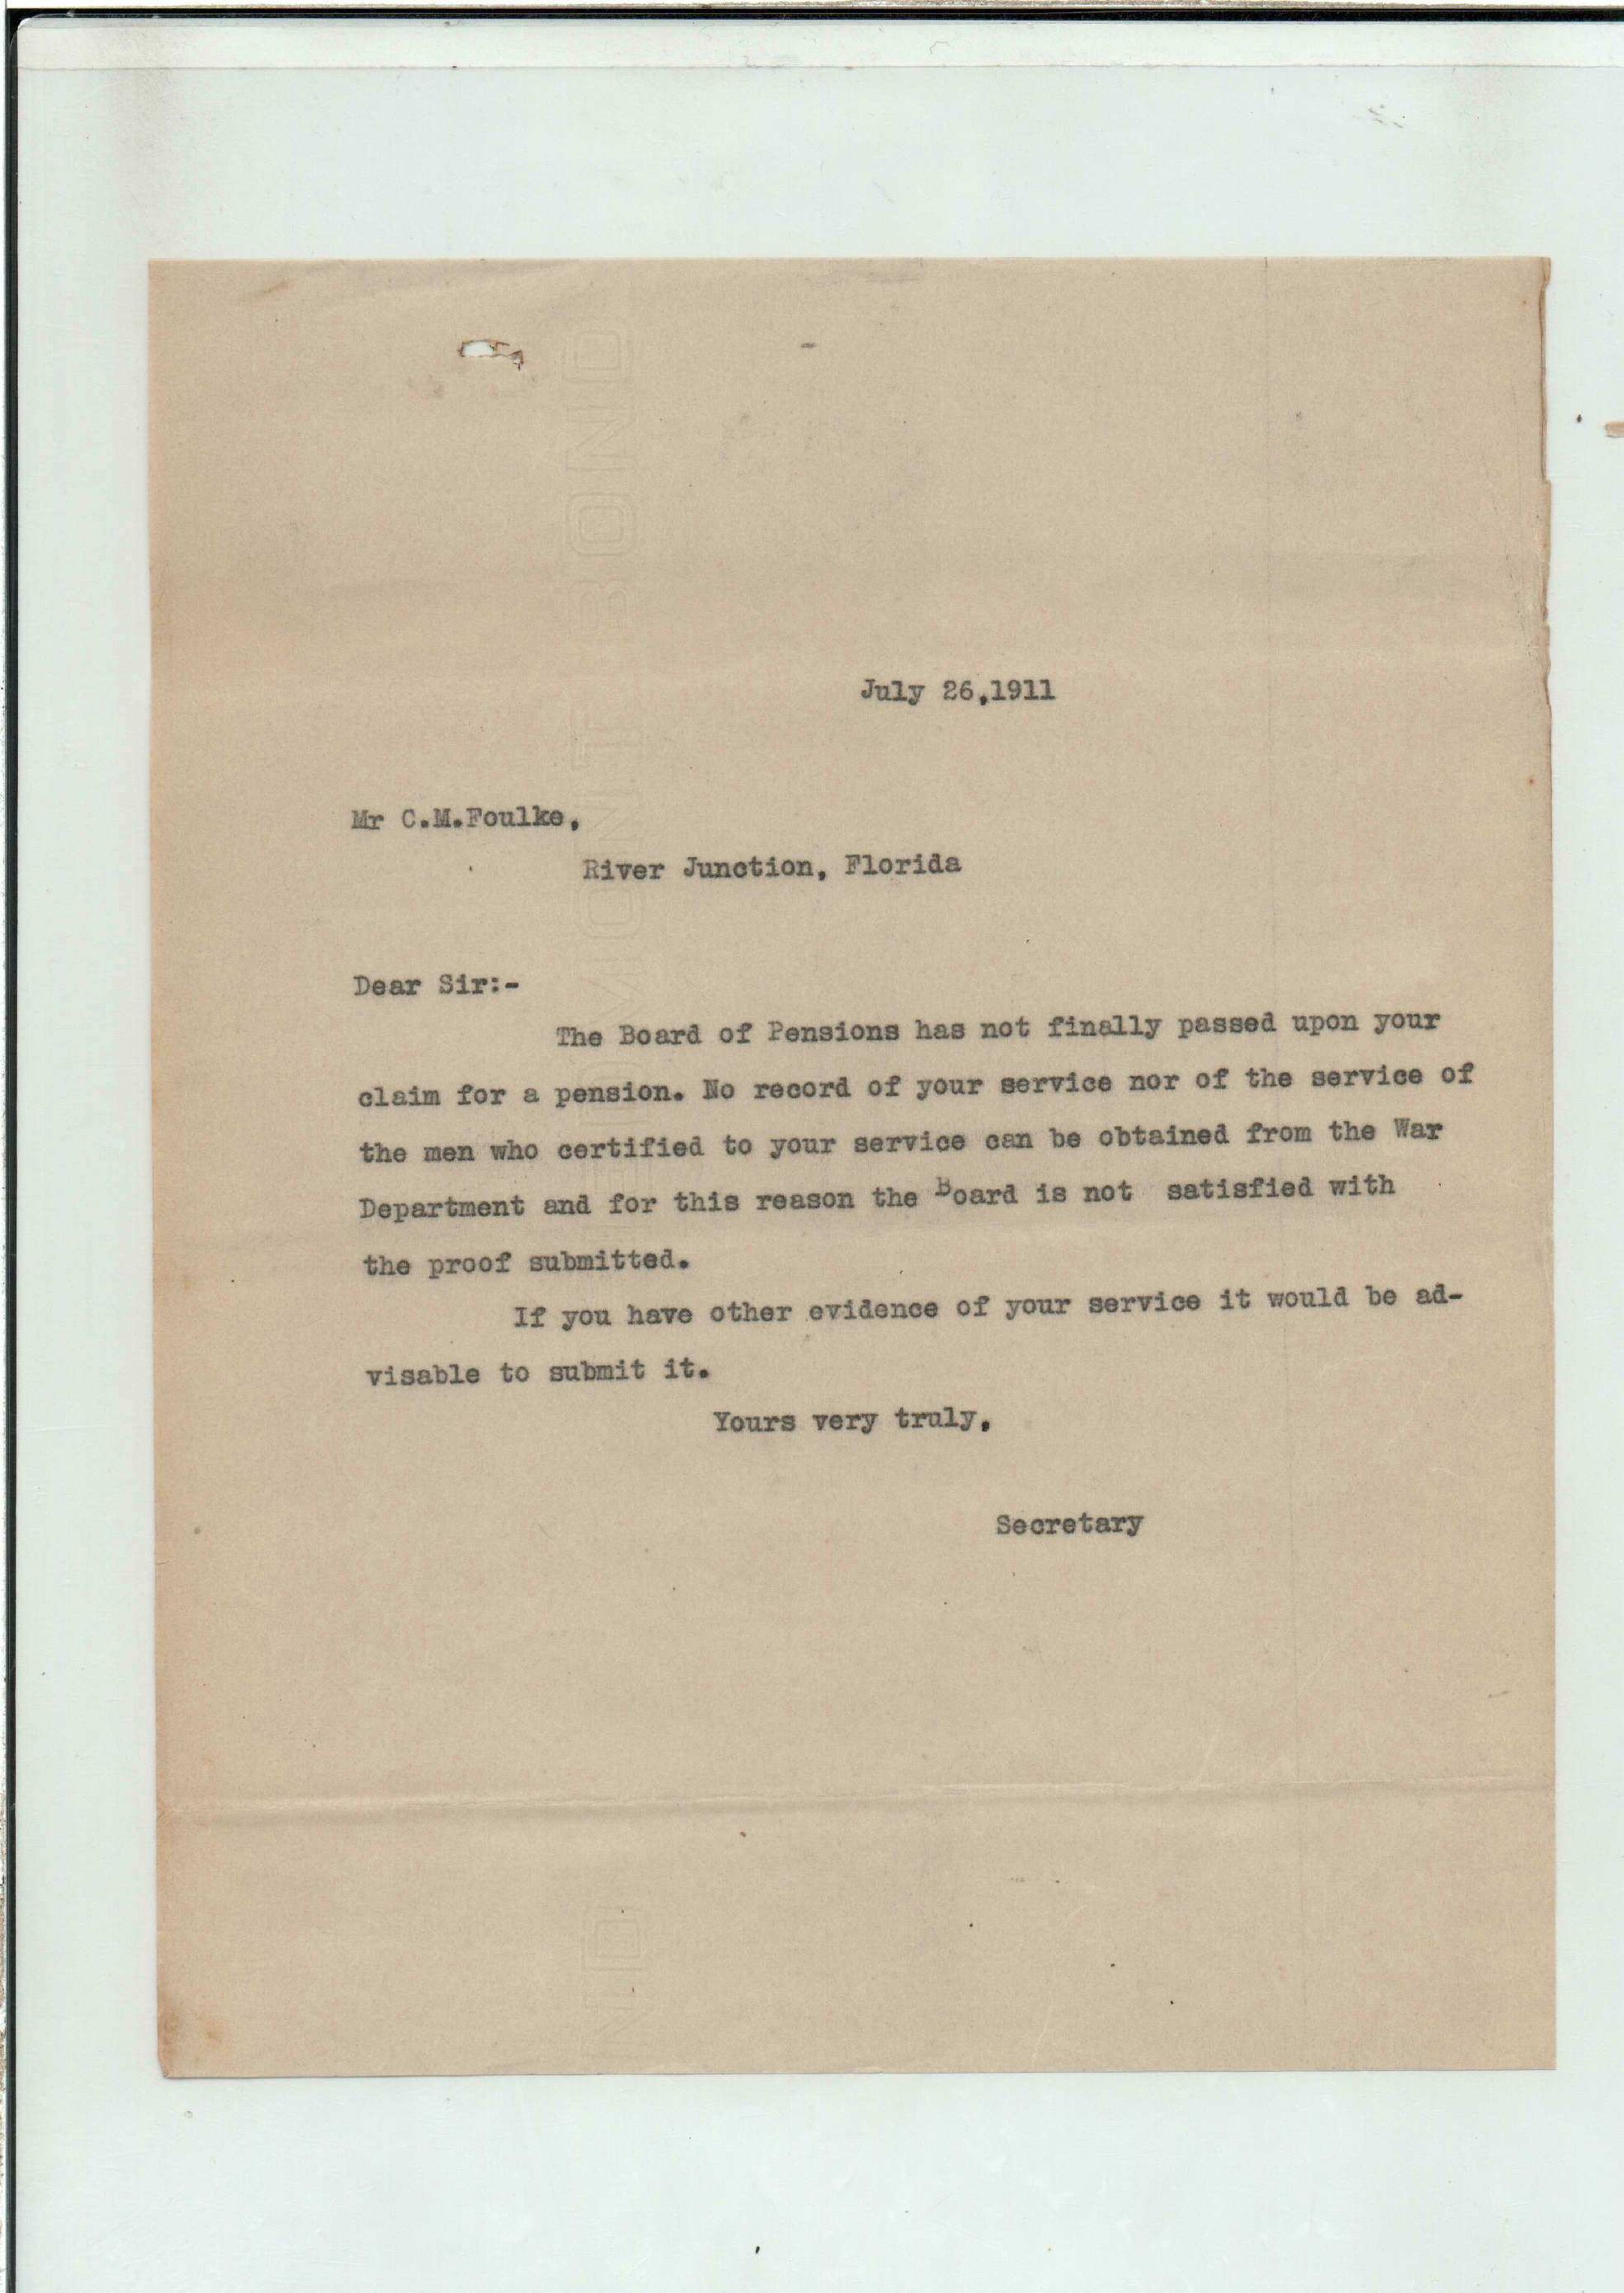 July 26,1911
Mr C.M.Foulke,
River Junction, Florida
Dear Sir:-
The Board of Pensions has not finally passed upon your
claim for a pension. No record of your service nor of the service of
the men who certified to your service can be obtained from the War
Department and for this reason the Board is not satisfied with
the proof submitted.
If you have other evidence of your service it would be ad-
visable to submit it.
Yours very truly,
Secretary
BOND